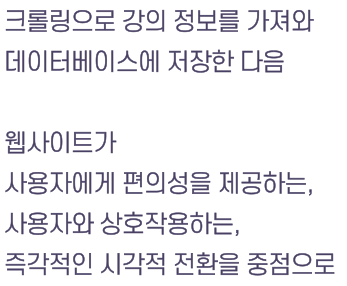 크롤링으로 강의 정보를 가져와
데이터베이스에 저장한 다음
웹사이트가
사용자에게 편의성을 제공하는,
사용자와 상호작용하는,
즉각적인 시각적 전환을 중점으로